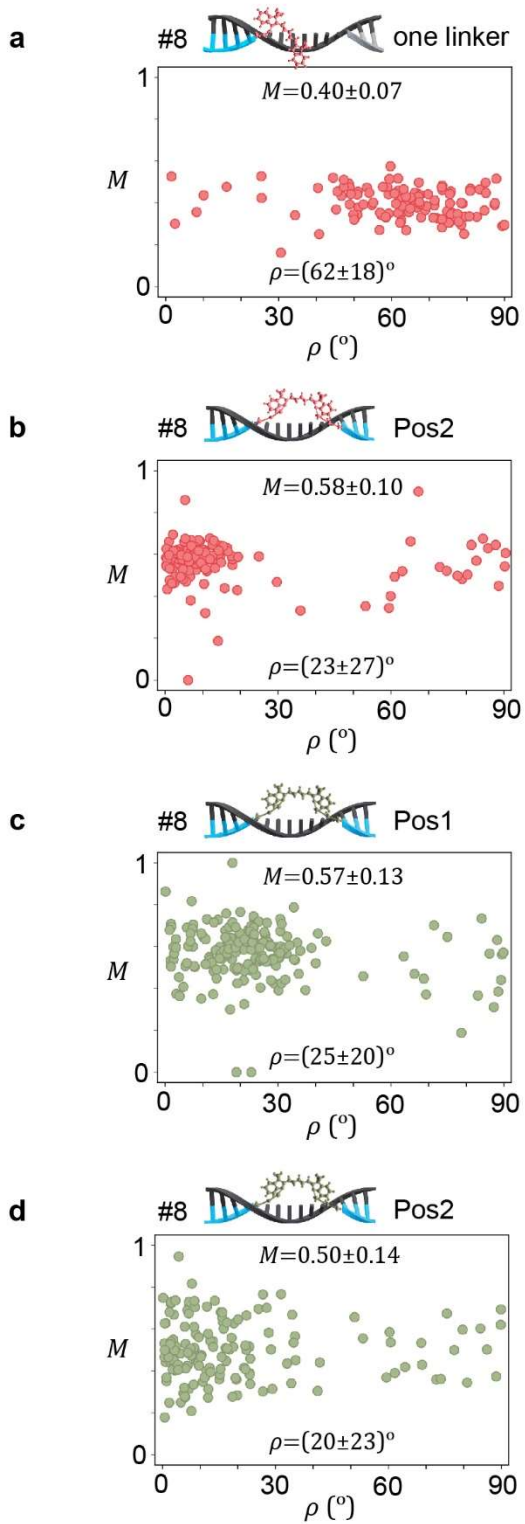 a
#8 one linker
1
M=0.40±0.07
M
ρ=(62±18)º
0
0 30 60 90
ρ (º)
b
#8 Pos2
1
M=0.58±0.10
M
ρ=(23±27)º
0
0 30 60 90
ρ (º)
c
#8 Pos1
1
M=0.57±0.13
M
ρ=(25±20)º
0
0 30 60 90
ρ (º)
d
#8 Pos2
1
M=0.50±0.14
M
ρ=(20±23)º
0
0 30 60 90
ρ (º)